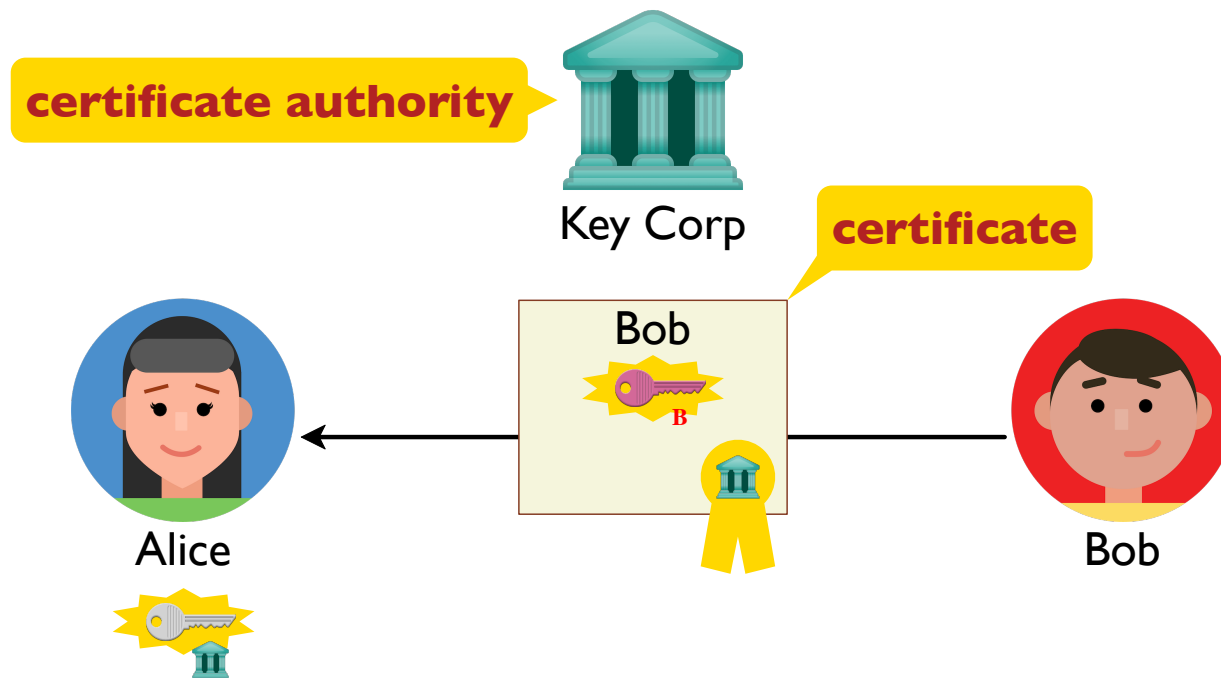 certificate authority
Key Corp
certificate
Bob
B
Alice
Bob